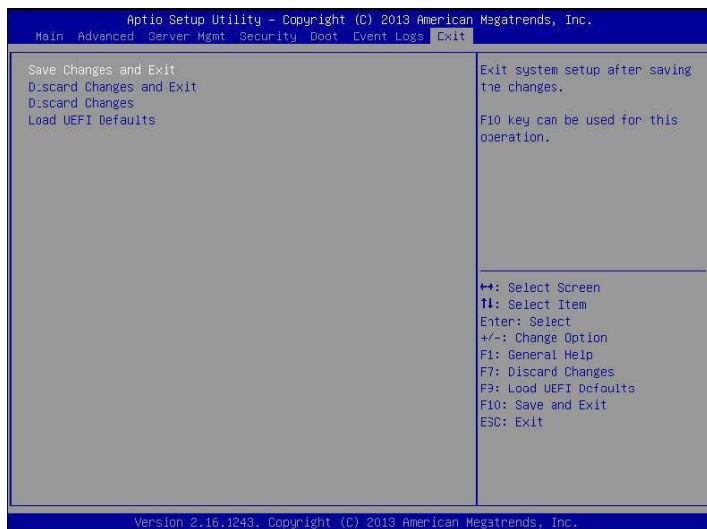 Aptio Setup Utility – Copyright (C) 2013 American Megatrends, Inc.
Main Advanced Server Mgmt Security Boot Event Logs Exit
Save Changes and Exit
Discard Changes and Exit
Discard Changes
Load UEFI Defaults
Exit system setup after saving
the changes.
F10 key can be used for this
operation.
↔: Select Screen
↑↓: Select Item
Enter: Select
+/-: Change Option
F1: General Help
F7: Discard Changes
F9: Load UEFI Defaults
F10: Save and Exit
ESC: Exit
Version 2.16.1243. Copyright (C) 2013 American Megatrends, Inc.